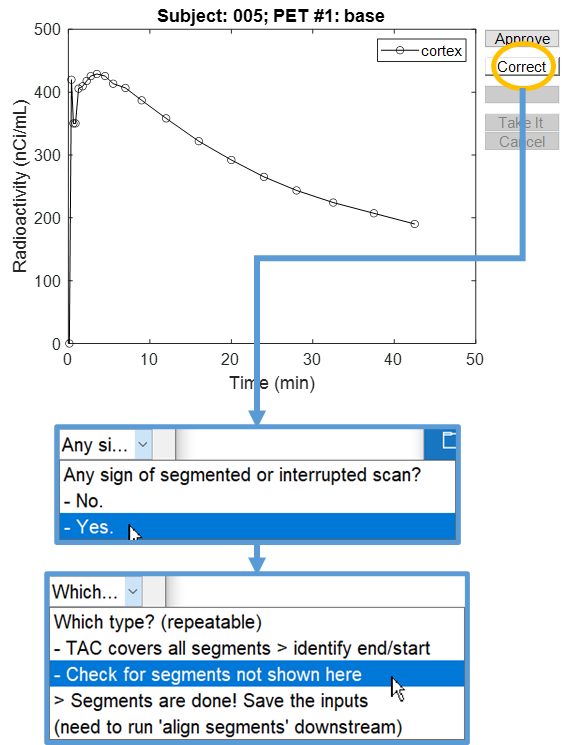 Subject: 005; PET #1: base
500
400
300
200
100
0
Radioactivity (nCi/mL)
0
10
20
30
40
50
Time (min)
cortex
Approve
Correct
Take It
Cancel
Any si...
Any sign of segmented or interrupted scan?
- No.
- Yes.
Which...
Which type? (repeatable)
- TAC covers all segments > identify end/start
- Check for segments not shown here
> Segments are done! Save the inputs
(need to run 'align segments' downstream)